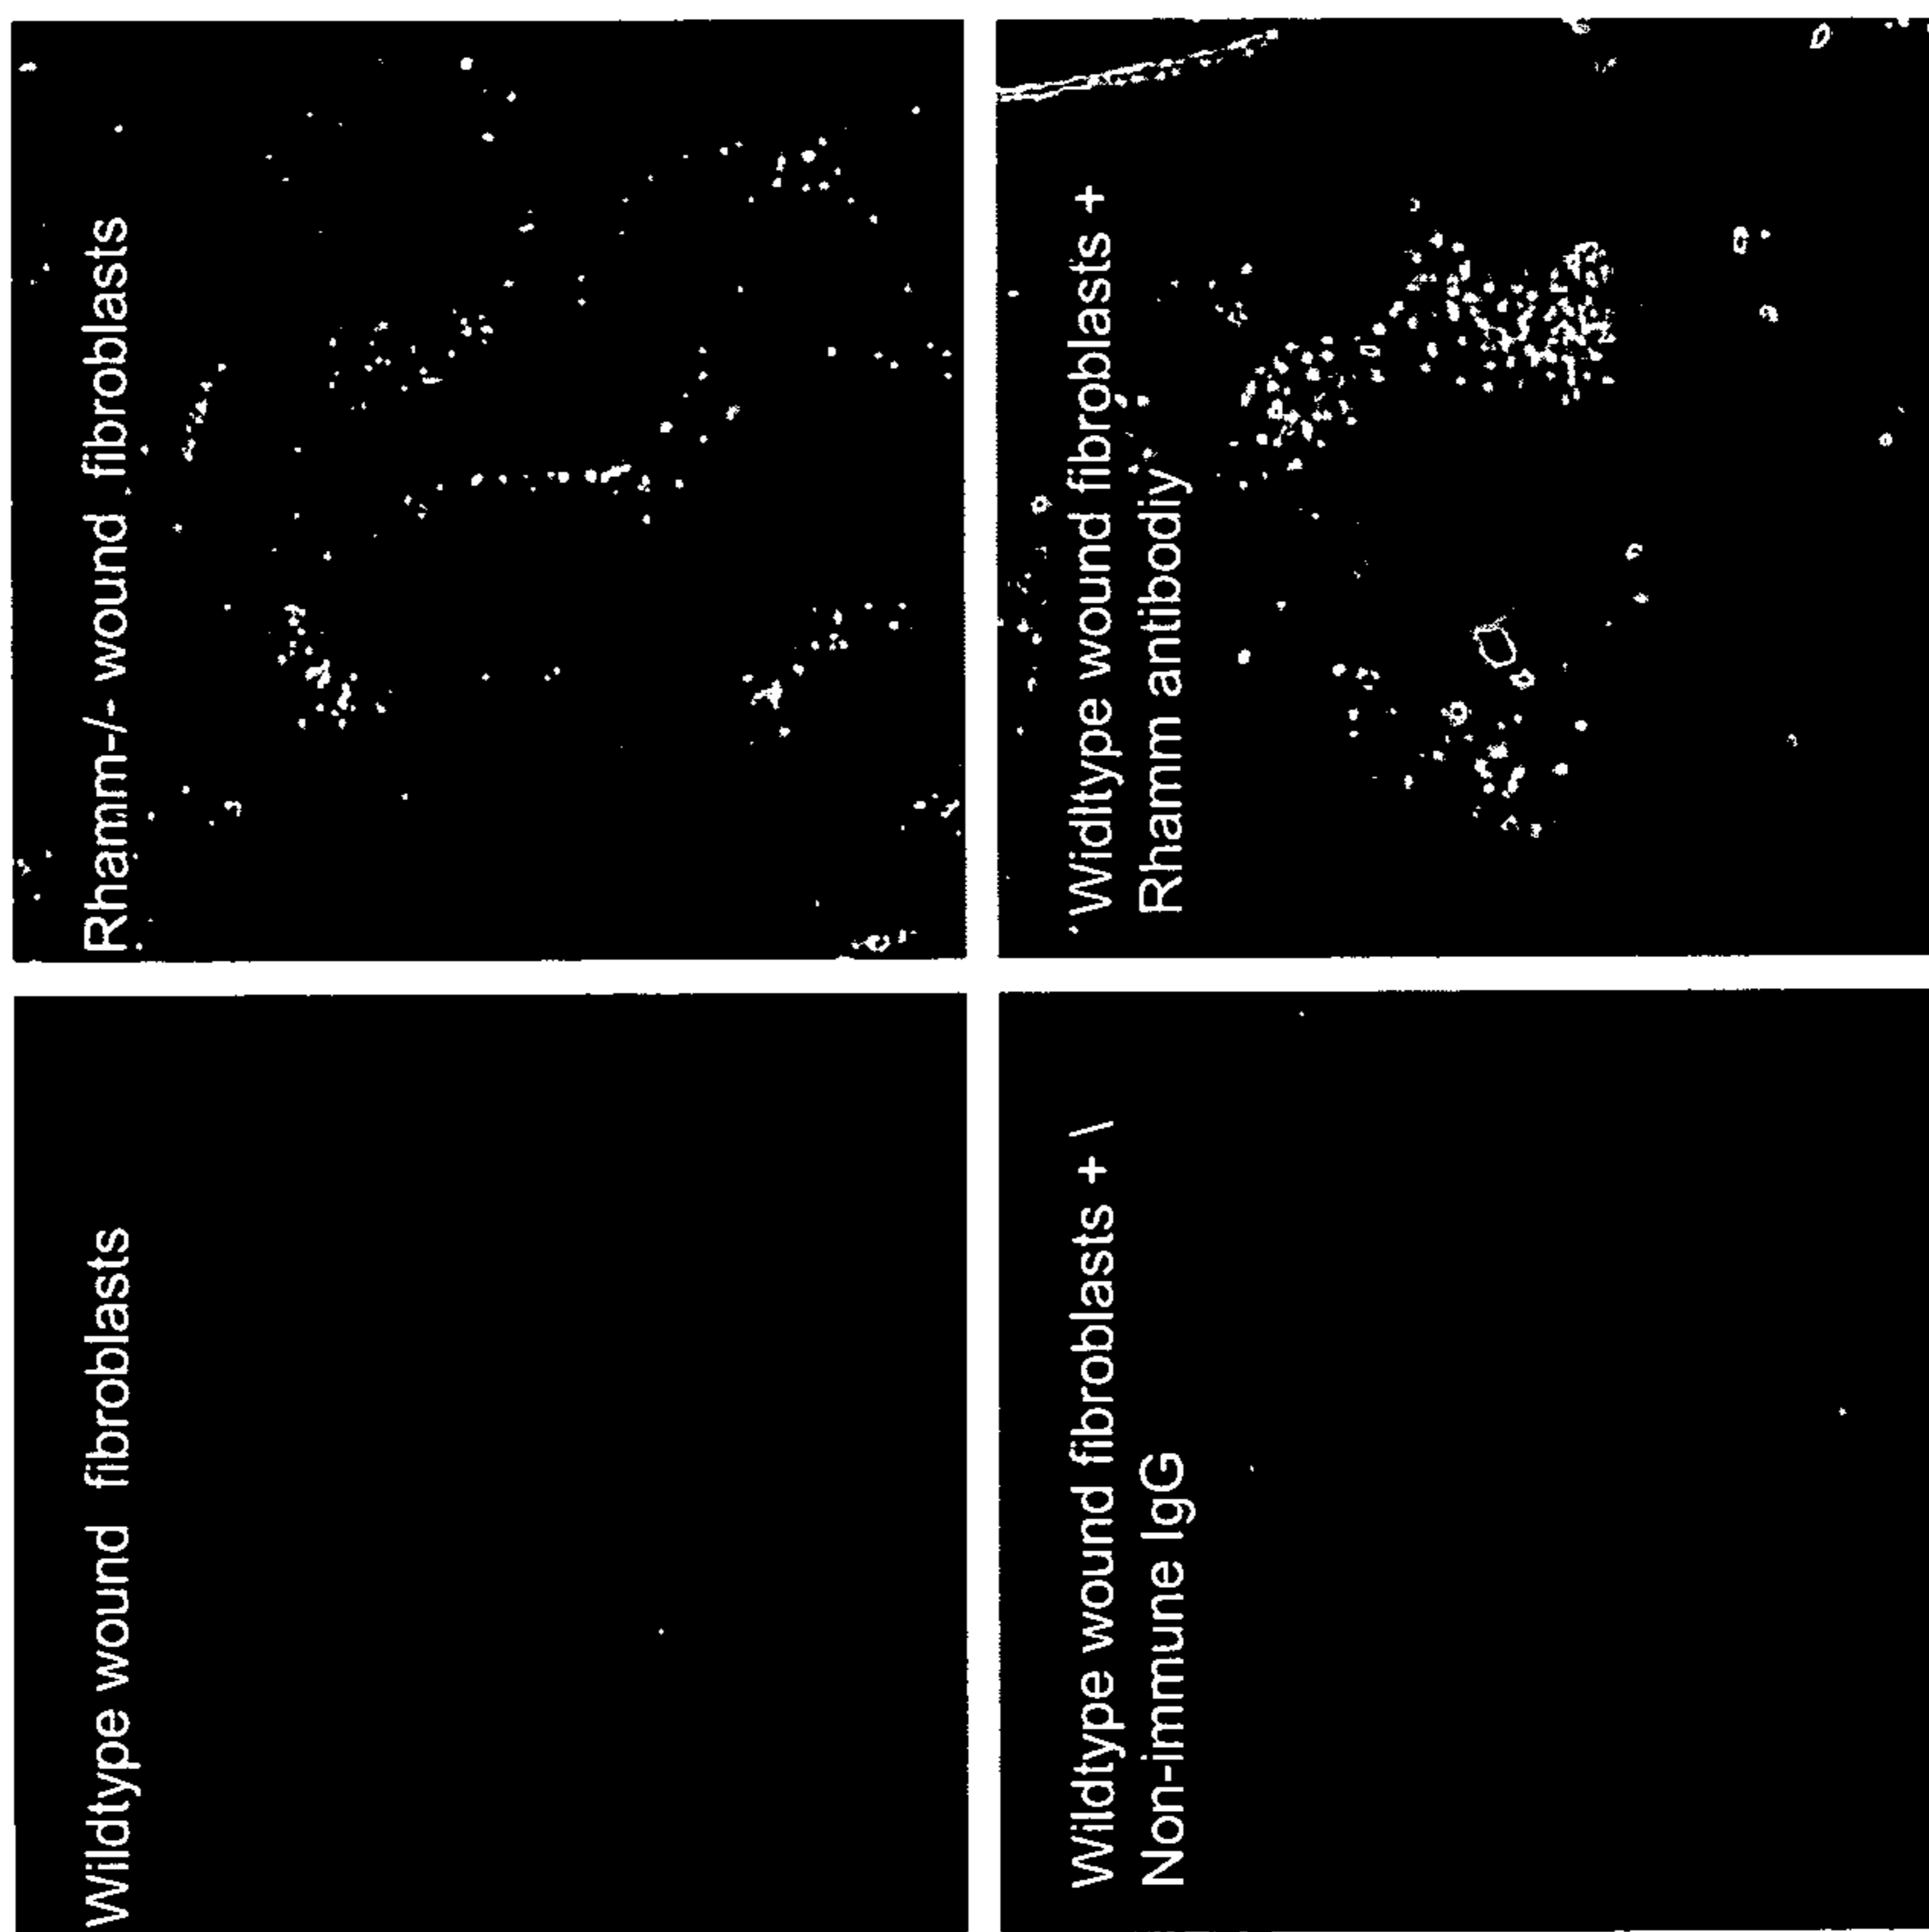 Wildtype wound fibroblasts
Rhamm-/- wound fibroblasts
Wildtype wound fibroblasts + \
Non-immune IgG
Widltype wound fibroblasts +
Rhamm antibodiy